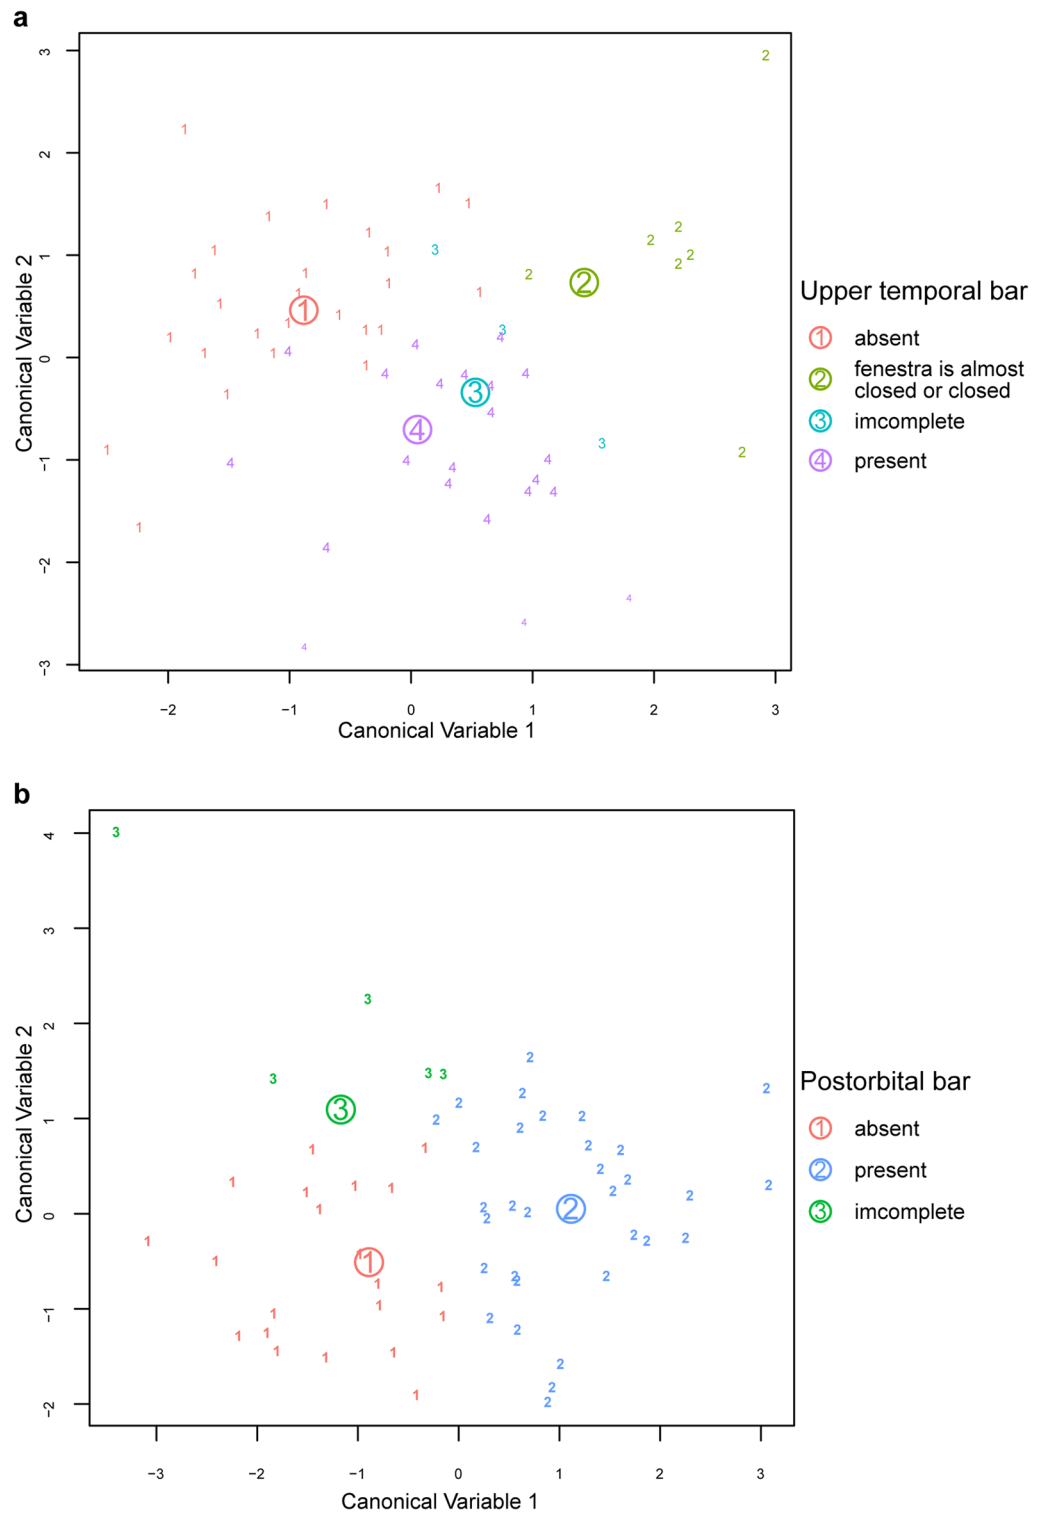 a
3
2
1
0
−1
−2
−3
Canonical Variable 2
−2
−1
0
1
2
3
Canonical Variable 1
Upper temporal bar
1 absent
2 fenestra is almost
closed or closed
3 imcomplete
4 present
b
4
3
2
1
0
−1
−2
Canonical Variable 2
−3
−2
−1
0
1
2
3
Canonical Variable 1
Postorbital bar
1 absent
2 present
3 imcomplete